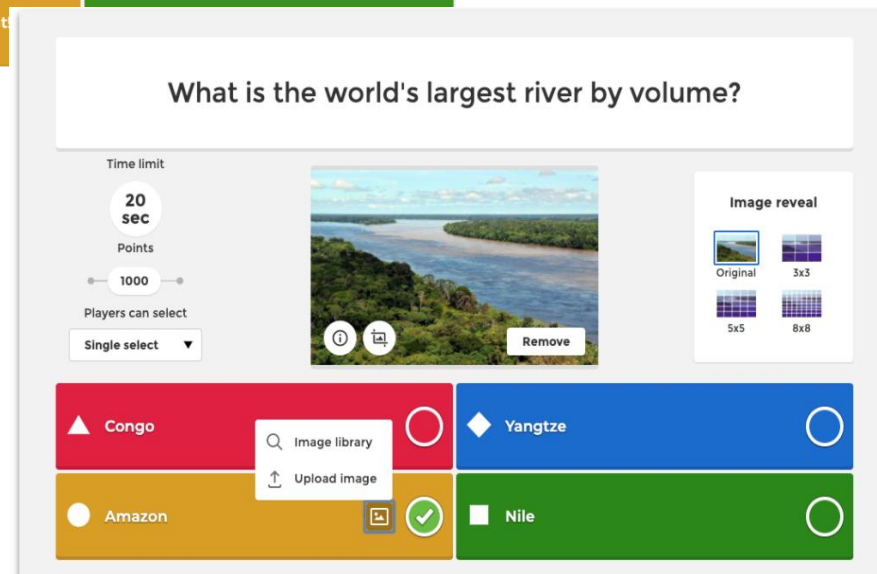 What is the world's largest river by volume?
Time limit
20
sec
Points
1000
Players can select
Single select
Image reveal
Original
3x3
5x5
8x8
Remove
Congo
Image library
Upload image
Yangtze
Amazon
Nile